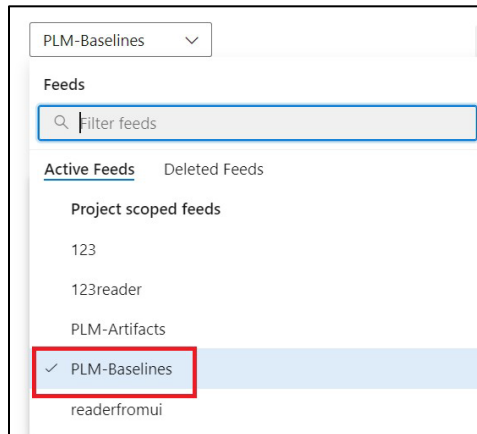 PLM-Baselines
Feeds
Filter feeds
Active Feeds Deleted Feeds
Project scoped feeds
123
123reader
PLM-Artifacts
PLM-Baselines
readerfromui